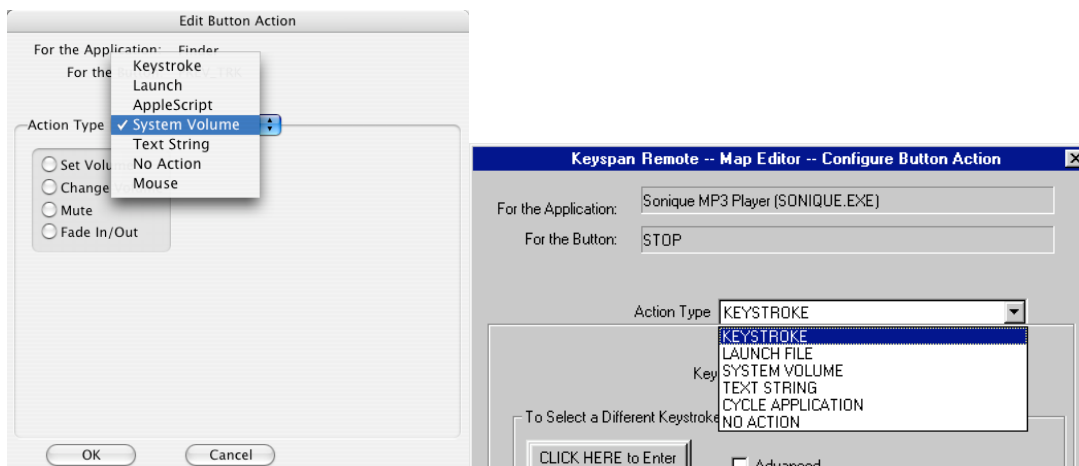 Edit Button Action
For the Application: Finder
For the
Keystroke
Launch
AppleScript
Action Type ✓ System Volume
Text String
No Action
Mouse
Set Volu
Change
Mute
Fade In/Out
OK Cancel
Keyspan Remote -- Map Editor -- Configure Button Action
For the Application: Sonique MP3 Player (SONIQUE.EXE)
For the Button: STOP
Action Type KEYSTROKE
KEYSTROKE
LAUNCH FILE
Key SYSTEM VOLUME
TEXT STRING
CYCLE APPLICATION
To Select a Different Keystroke NO ACTION
CLICK HERE to Enter Advanced